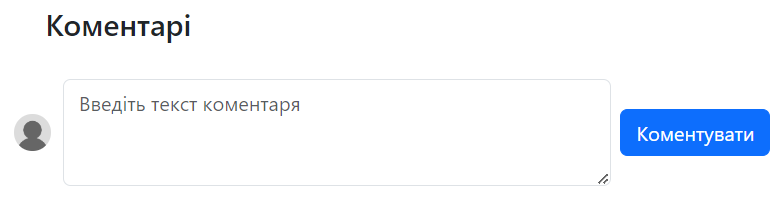 Коментарі
Введіть текст коментаря
Коментувати